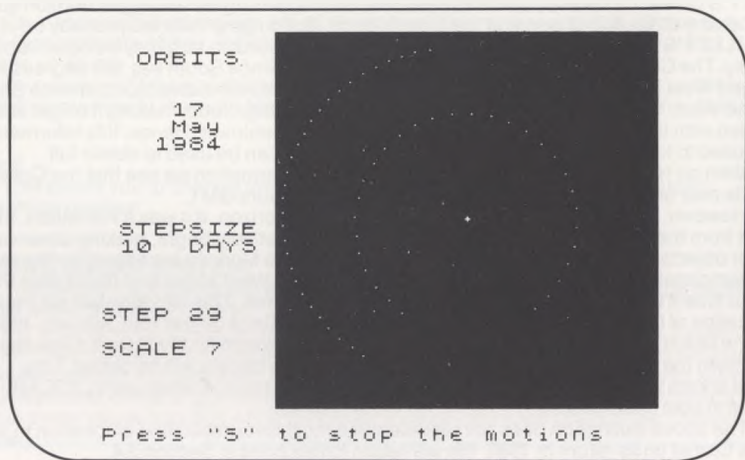 ORBITS
17
May
1984
STEPSIZE
10 DAYS
STEP 29
SCALE 7
Press "S" to stop the motions